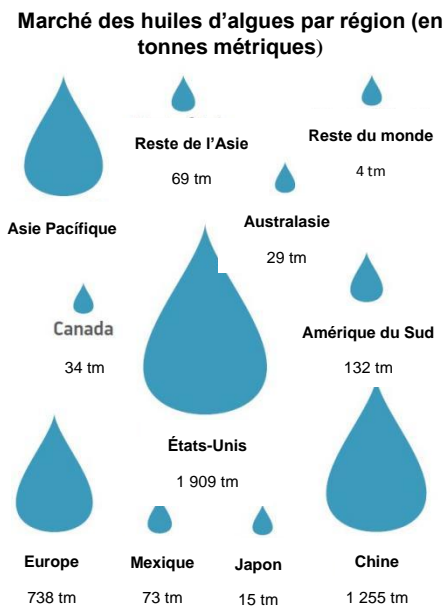 Marché des huiles d'algues par région (en
tonnes métriques)
Reste de l'Asie
69 tm
Reste du monde
4 tm
Asie Pacífique
Australasie
29 tm
Canada
34 tm
Amérique du Sud
132 tm
États-Unis
1 909 tm
Europe
738 tm
Mexique
73 tm
Japon
15 tm
Chine
1 255 tm